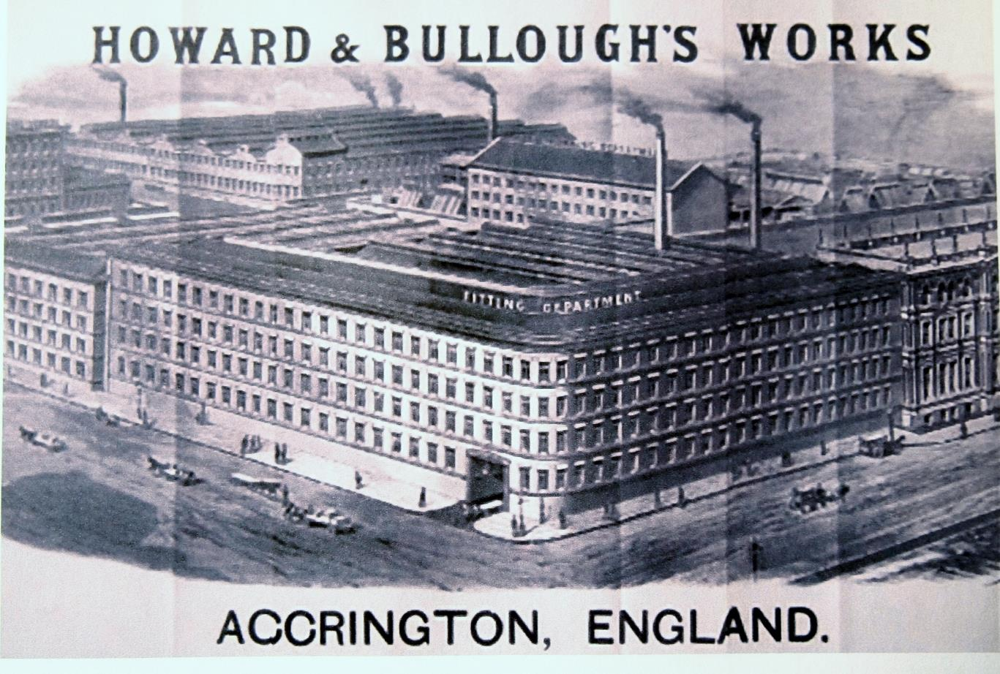 HOWARD & BULLOUGH'S WORKS
FITTING DEPARTMENT
ACCRINGTON, ENGLAND.